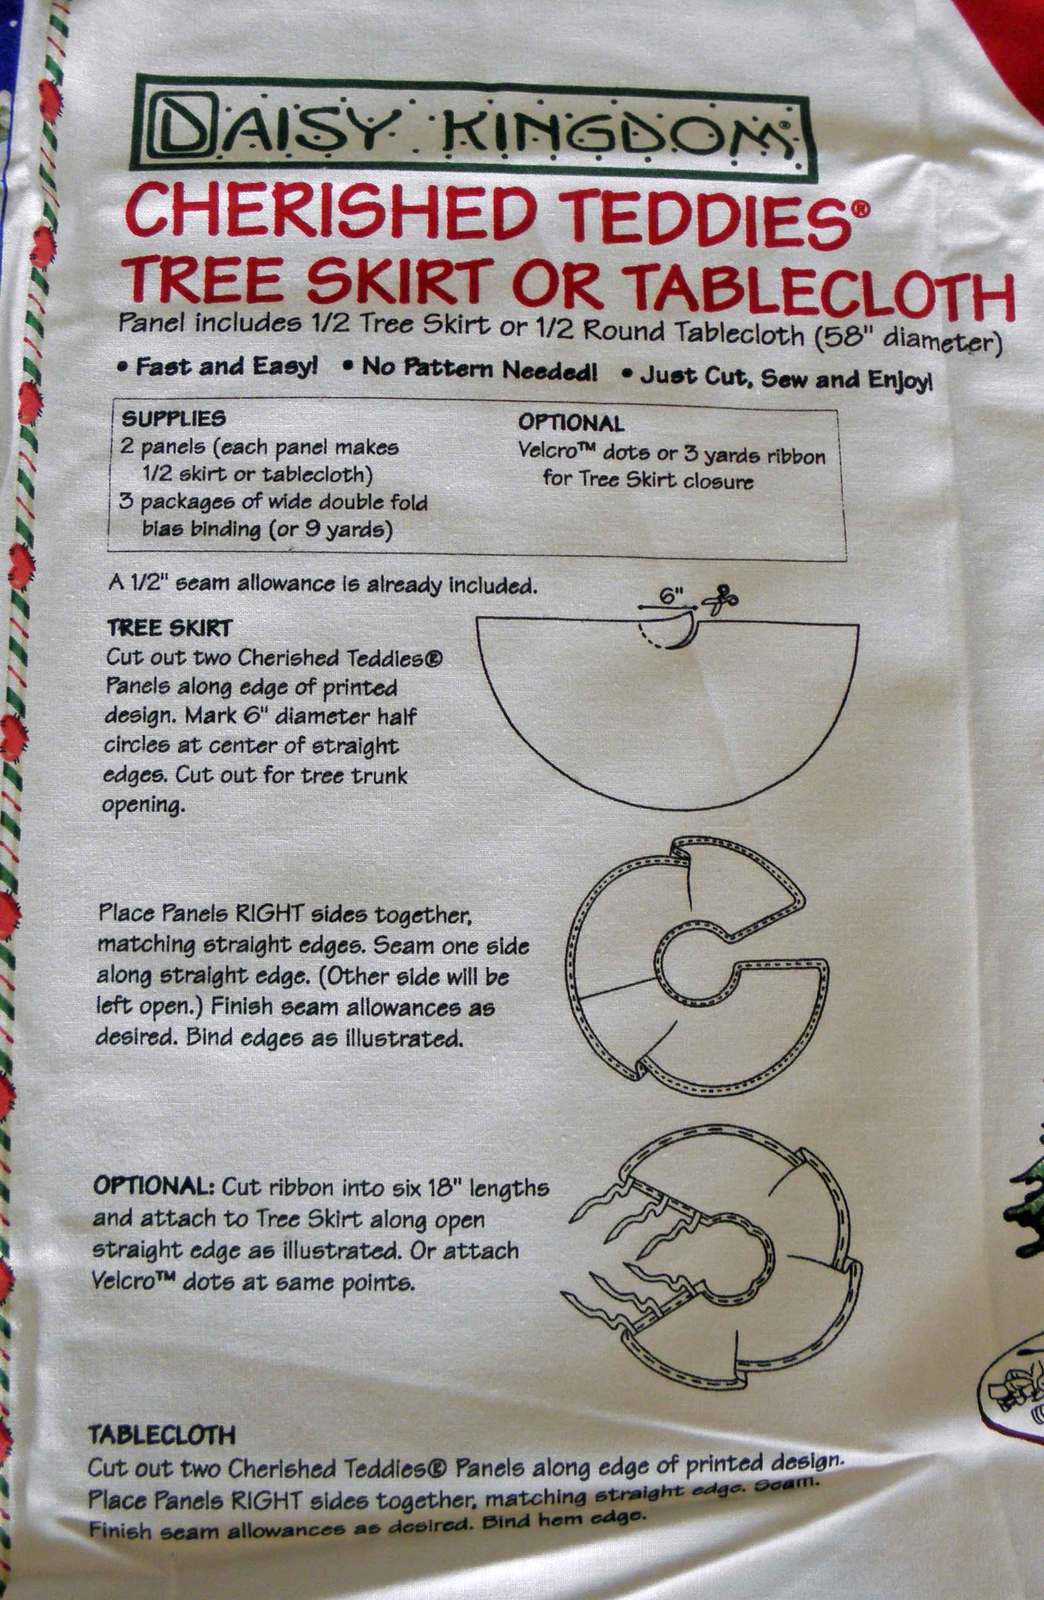 DAISY KINGDOM®
CHERISHED TEDDIES®
TREE SKIRT OR TABLECLOTH
Panel includes 1/2 Tree Skirt or 1/2 Round Tablecloth (58" diameter)
• Fast and Easy! • No Pattern Needed! • Just Cut, Sew and Enjoy!
SUPPLIES
2 panels (each panel makes
1/2 skirt or tablecloth)
3 packages of wide double fold
bias binding (or 9 yards)
OPTIONAL
Velcro™ dots or 3 yards ribbon
for Tree Skirt closure
A 1/2" seam allowance is already included.
6"
TREE SKIRT
Cut out two Cherished Teddies®
Panels along edge of printed
design. Mark 6" diameter half
circles at center of straight
edges. Cut out for tree trunk
opening.
Place Panels RIGHT sides together,
matching straight edges. Seam one side
along straight edge. (Other side will be
left open.) Finish seam allowances as
desired. Bind edges as illustrated.
OPTIONAL: Cut ribbon into six 18" lengths
and attach to Tree Skirt along open
straight edge as illustrated. Or attach
Velcro™ dots at same points.
TABLECLOTH
Cut out two Cherished Teddies® Panels along edge of printed design.
Place Panels RIGHT sides together, matching straight edge. Seam.
Finish seam allowances as desired. Bind hem edge.